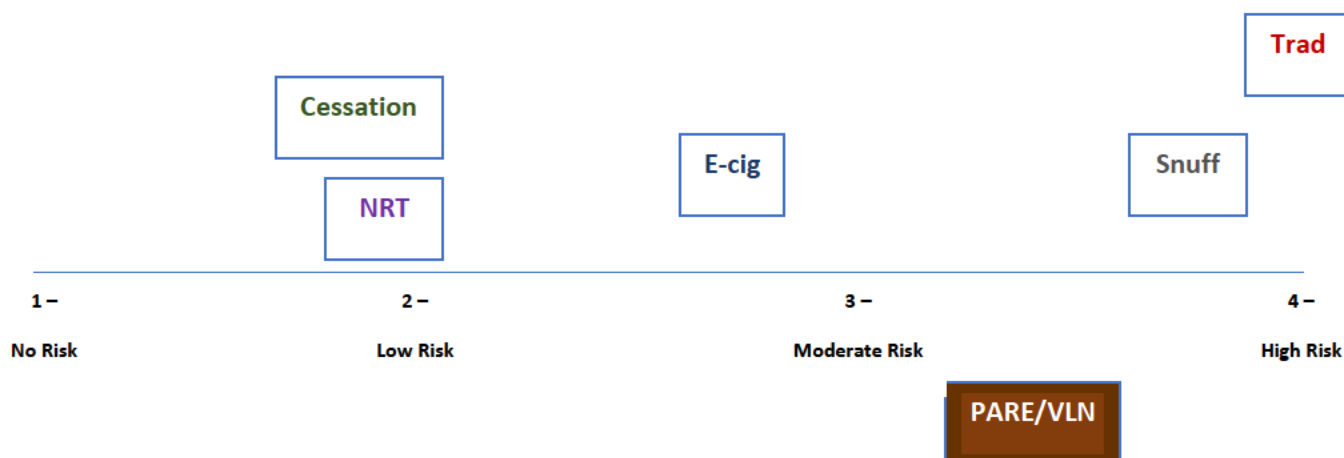 Trad
Cessation
E-cig
Snuff
NRT
1 –
2 –
3 –
4 –
No Risk
Low Risk
Moderate Risk
High Risk
PARE/VLN